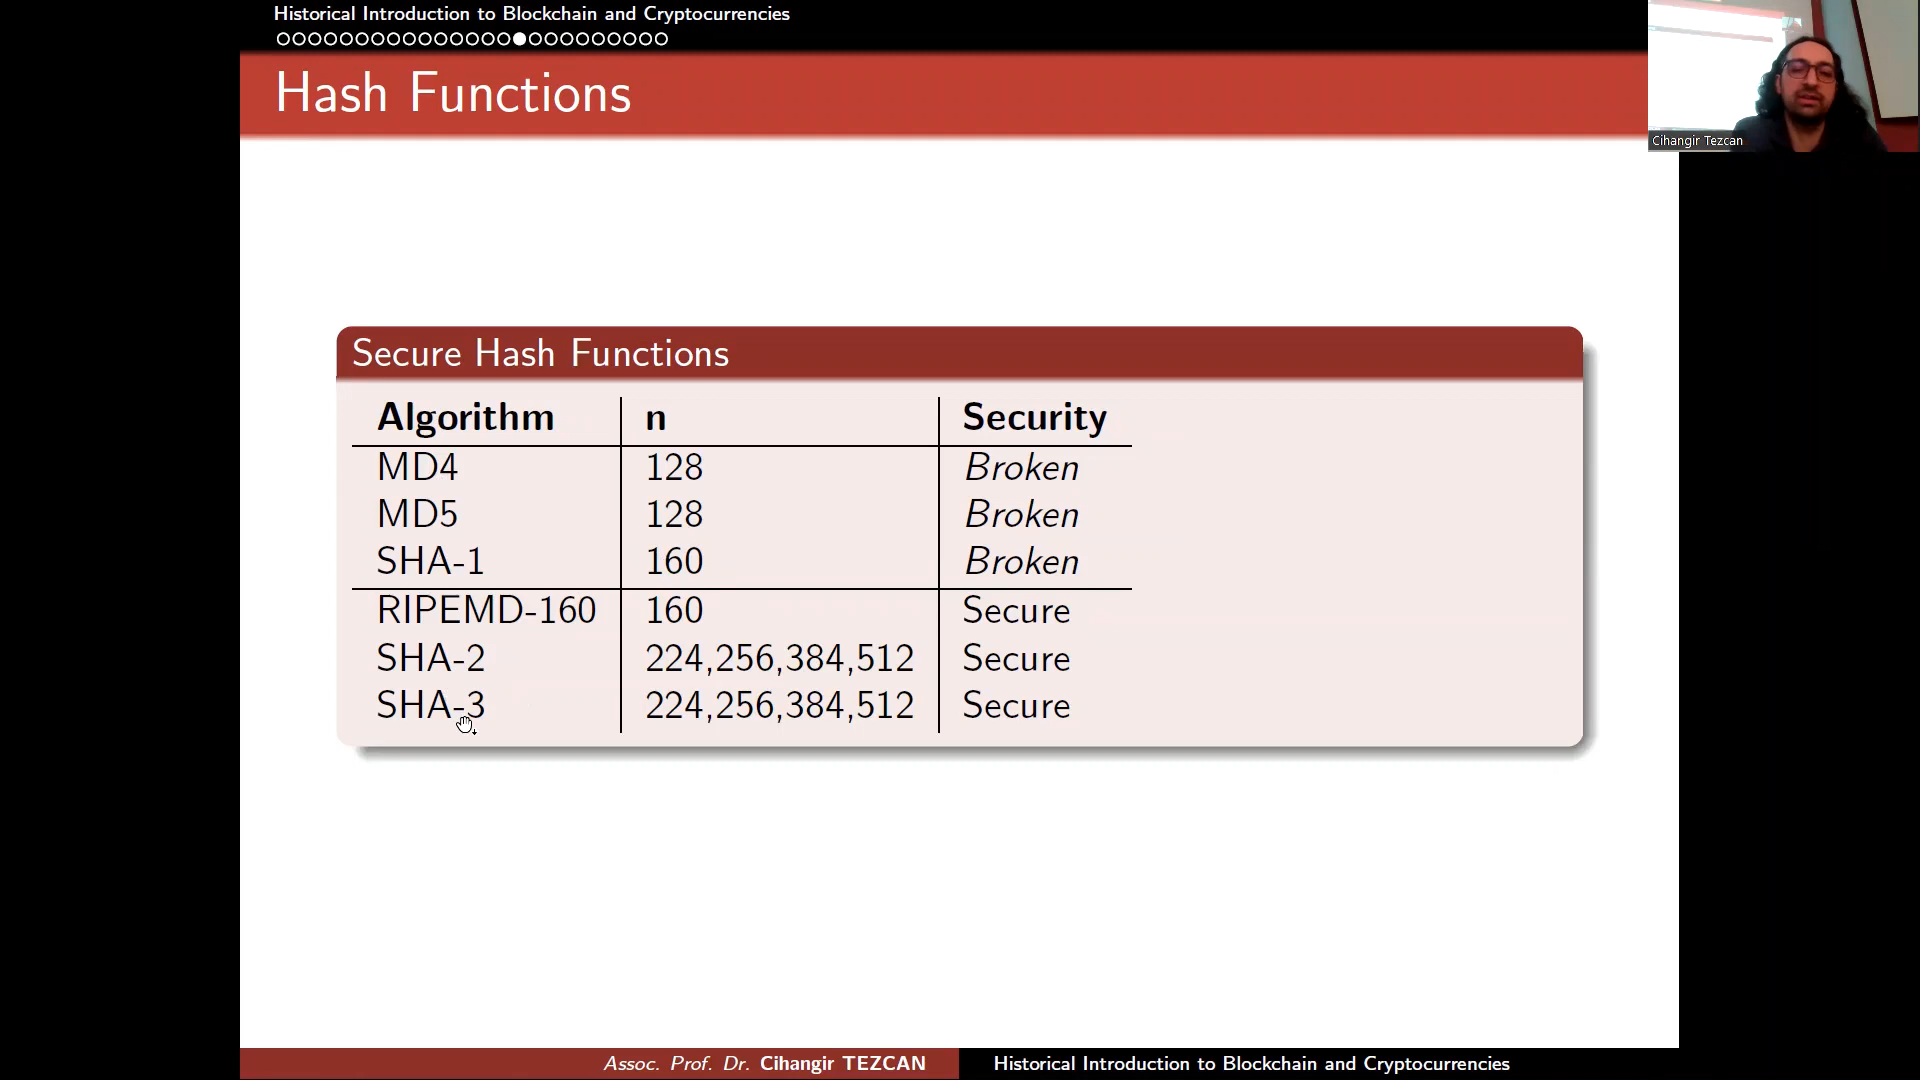 Historical Introduction to Blockchain and Cryptocurrencies
Hash Functions
Cihangir Tezcan
Secure Hash Functions
Algorithm n Security
MD4 128 Broken
MD5 128 Broken
SHA-1 160 Broken
RIPEMD-160 160 Secure
SHA-2 224,256,384,512 Secure
SHA-3 224,256,384,512 Secure
Assoc. Prof. Dr. Cihangir TEZCAN Historical Introduction to Blockchain and Cryptocurrencies